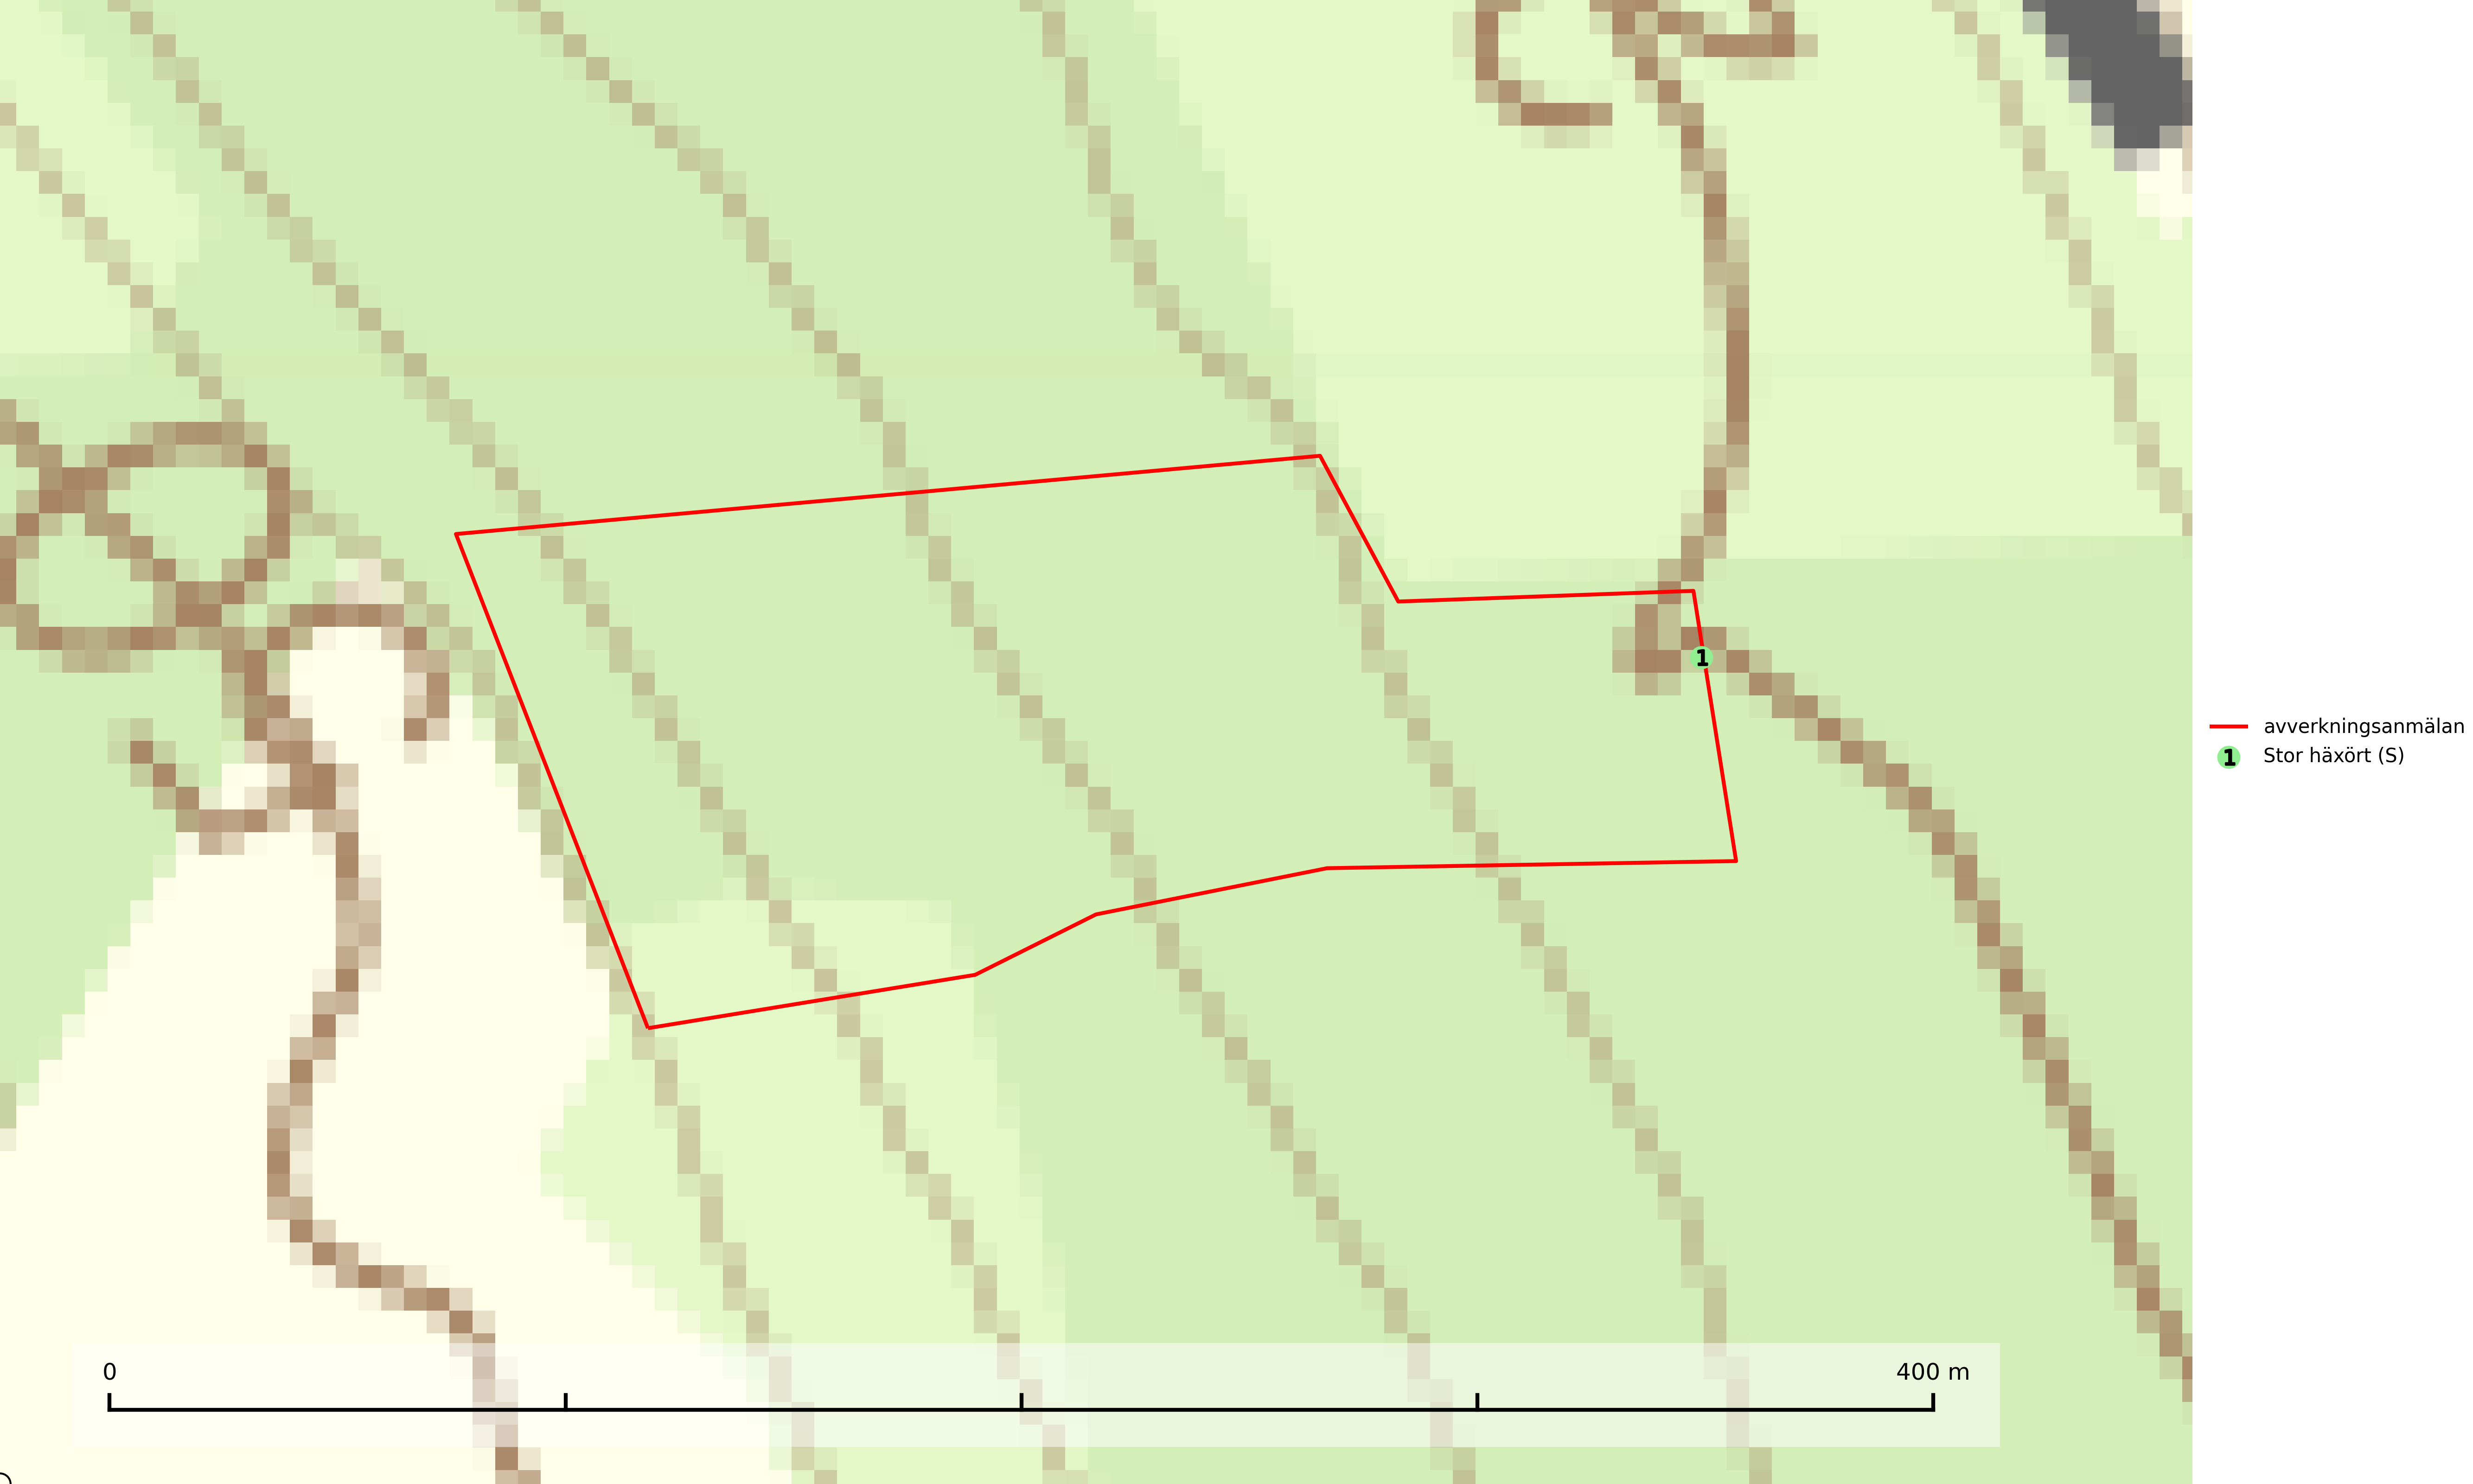 1
avverkningsanmälan
1 Stor häxört (S)
0 400 m